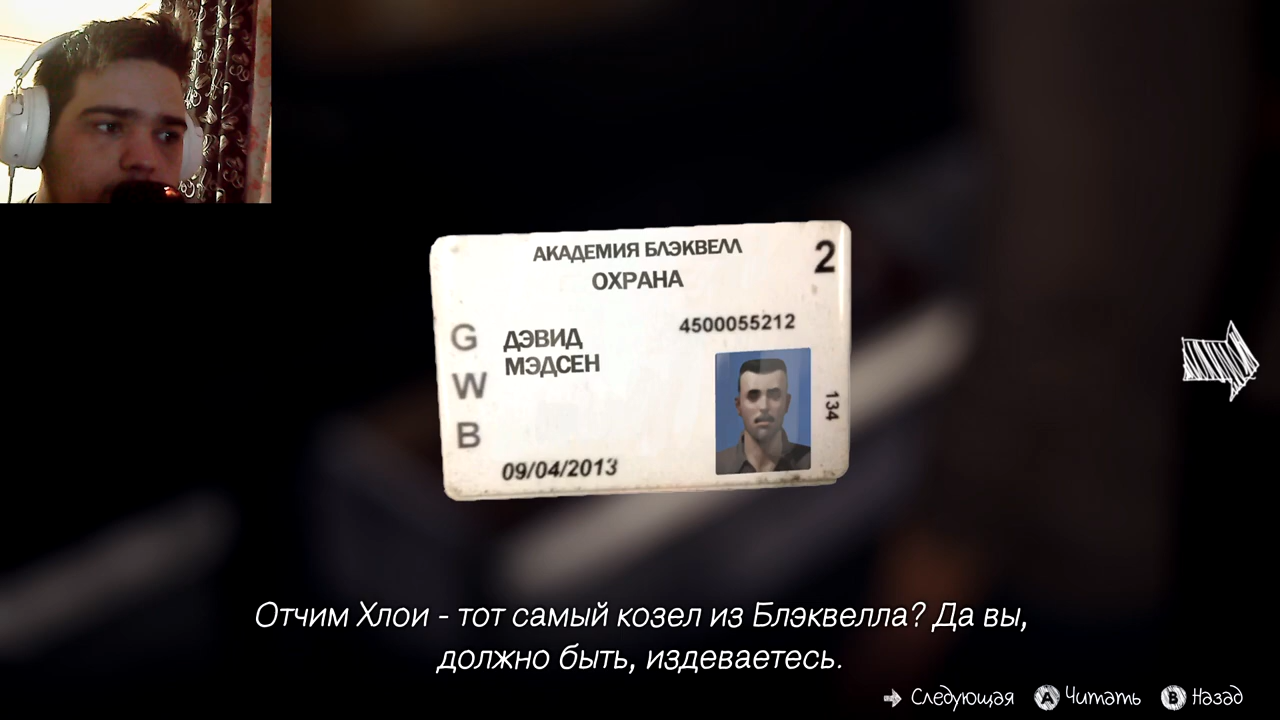 АКАДЕМИЯ БЛЭКВЕЛЛ
2
ОХРАНА
4500055212
G
ДЭВИД
W
МЭДСЕН
134
B
09/04/2013
Отчим Хлои - тот самый козел из Блэквелла? Да вы,
должно быть, издеваетесь.
Следующая A Читать B Назад